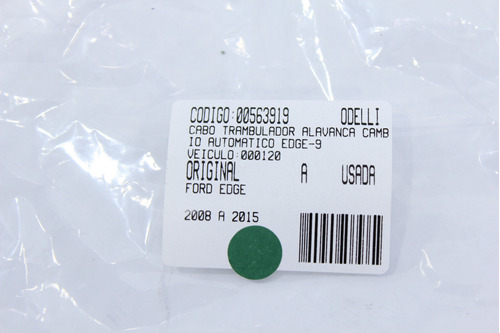 CODIGO:00563919 ODELLI
CABO TRAMBULADOR ALAVANCA CAMB
IO AUTOMATICO EDGE-9
VEICULO:000120
ORIGINAL A USADA
FORD EDGE
2008 A 2015